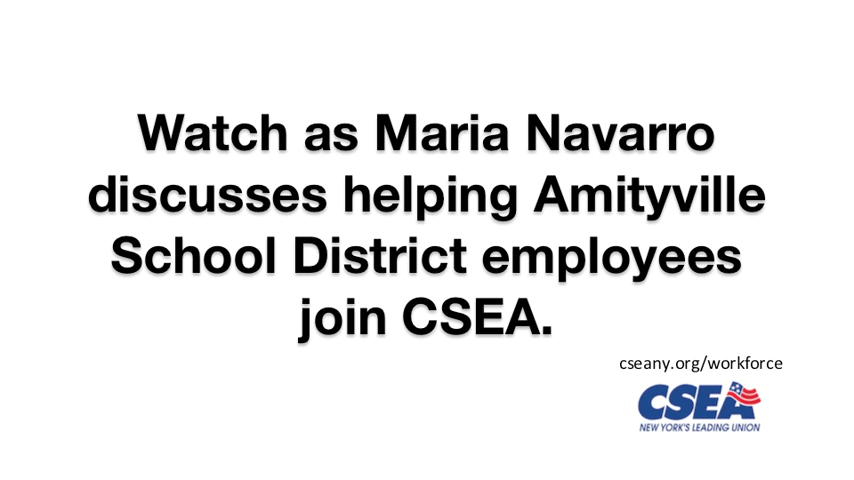 Watch as Maria Navarro
discusses helping Amityville
School District employees
join CSEA.
cseany.org/workforce
CSEA
NEW YORK'S LEADING UNION